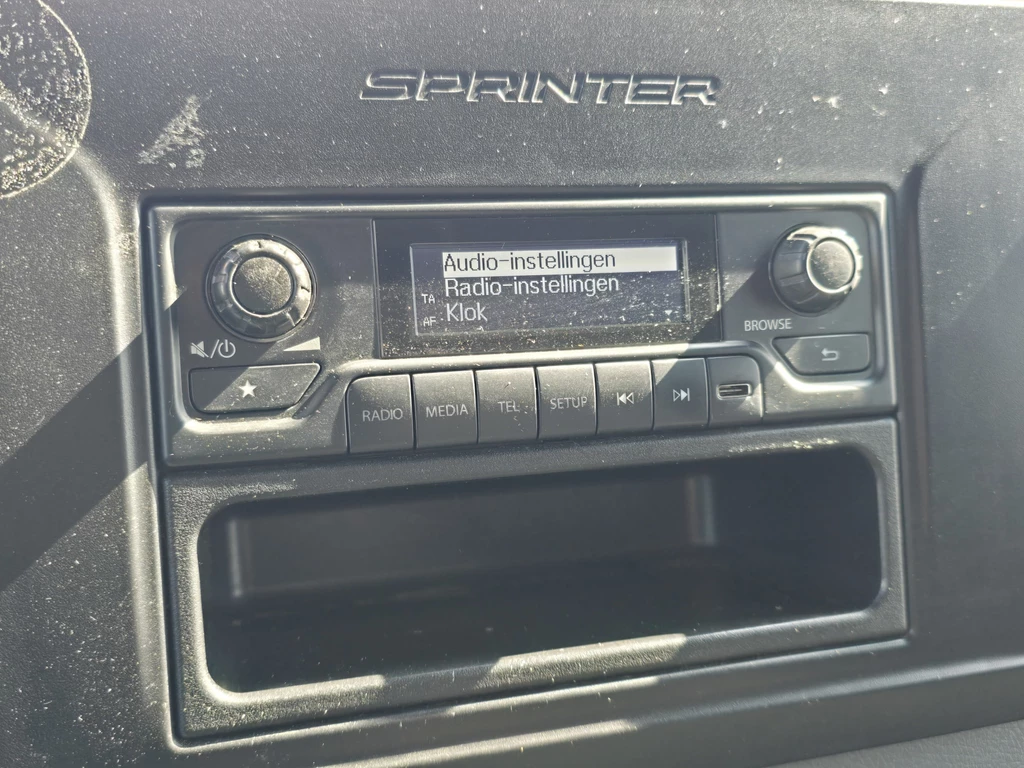 SPRINTER
Audio-instellingen
Radio-instellingen
TA
Klok
AF
BROWSE
RADIO
MEDIA
TEL
SETUP